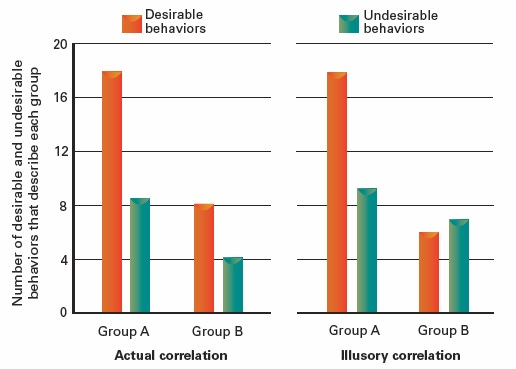 Desirable
behaviors
Undesirable
behaviors
Number of desirable and undesirable
behaviors that describe each group
20
16
12
8
4
0
Group A
Group B
Group A
Group B
Actual correlation
Illusory correlation